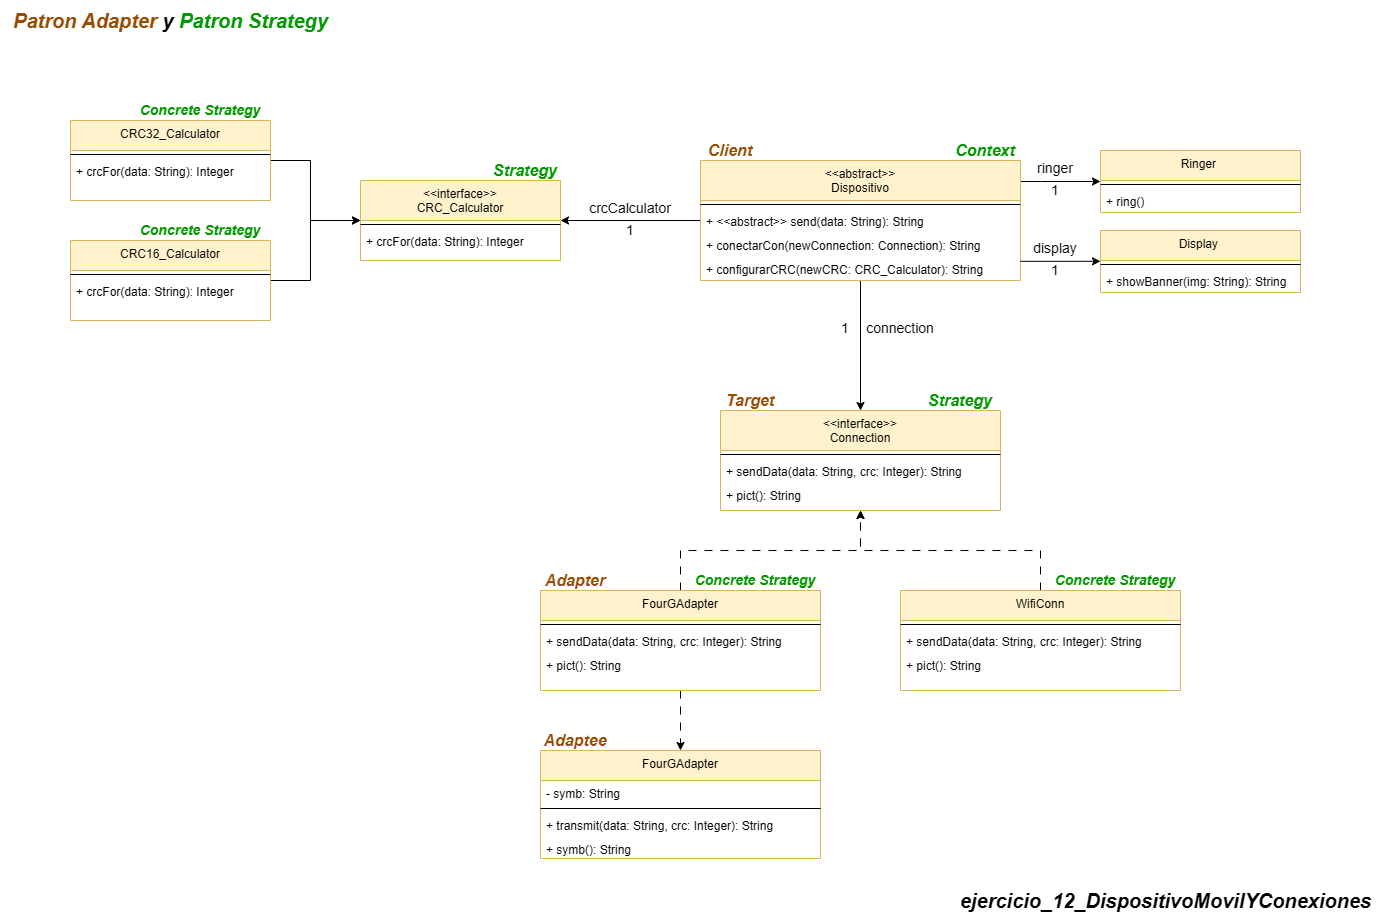 Patron Adapter y Patron Strategy
Concrete Strategy
CRC32_Calculator
+ crcFor(data: String): Integer
Concrete Strategy
CRC16_Calculator
+ crcFor(data: String): Integer
Strategy
<<interface>>
CRC_Calculator
+ crcFor(data: String): Integer
crcCalculator
1
Client
Context
<<abstract>>
Dispositivo
+ <<abstract>> send(data: String): String
+ conectarCon(newConnection: Connection): String
+ configurarCRC(newCRC: CRC_Calculator): String
ringer
1
Ringer
+ ring()
display
1
Display
+ showBanner(img: String): String
1
connection
Target
Strategy
<<interface>>
Connection
+ sendData(data: String, crc: Integer): String
+ pict(): String
Adapter
Concrete Strategy
FourGAdapter
+ sendData(data: String, crc: Integer): String
+ pict(): String
Concrete Strategy
WifiConn
+ sendData(data: String, crc: Integer): String
+ pict(): String
Adaptee
FourGAdapter
- symb: String
+ transmit(data: String, crc: Integer): String
+ symb(): String
ejercicio_12_DispositivoMovilYConexiones